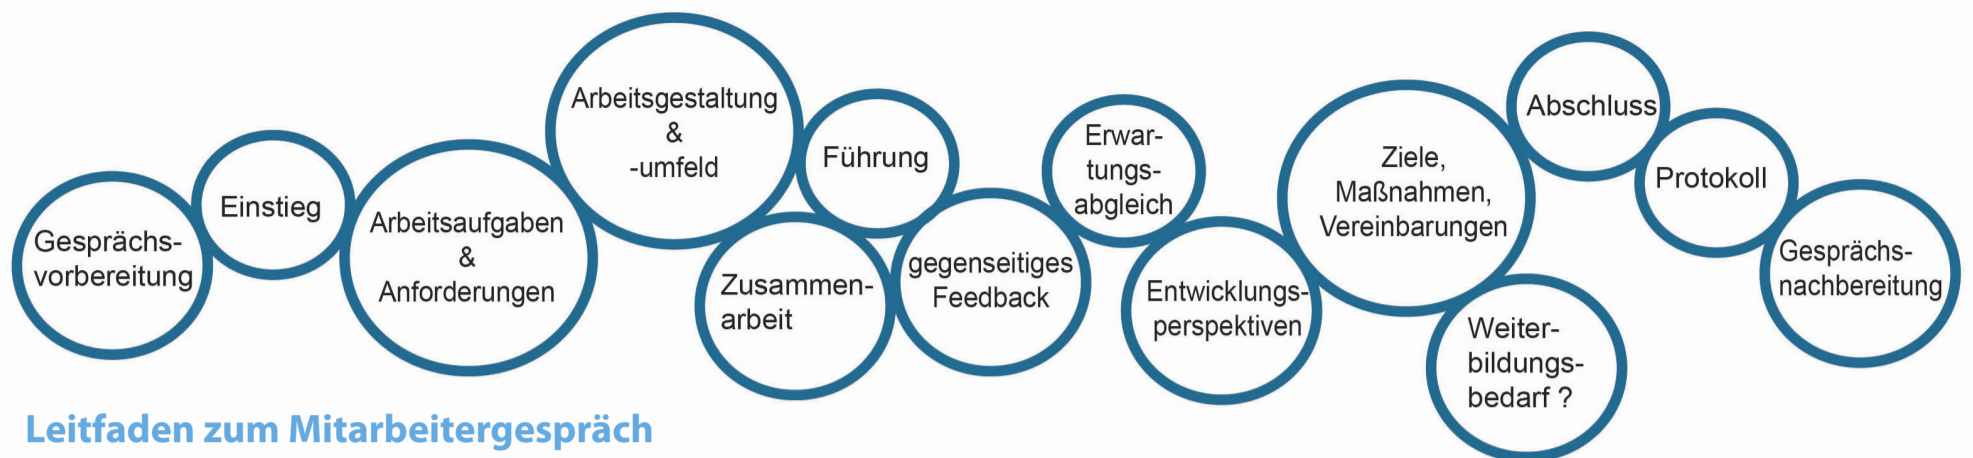 Gesprächs-
vorbereitung
Einstieg
Arbeitsaufgaben
&
Anforderungen
Arbeitsgestaltung
&
-umfeld
Zusammen-
arbeit
Führung
gegenseitiges
Feedback
Erwar-
tungs-
abgleich
Entwicklungs-
perspektiven
Ziele,
Maßnahmen,
Vereinbarungen
Weiter-
bildungs-
bedarf ?
Abschluss
Protokoll
Gesprächs-
nachbereitung
Leitfaden zum Mitarbeitergespräch